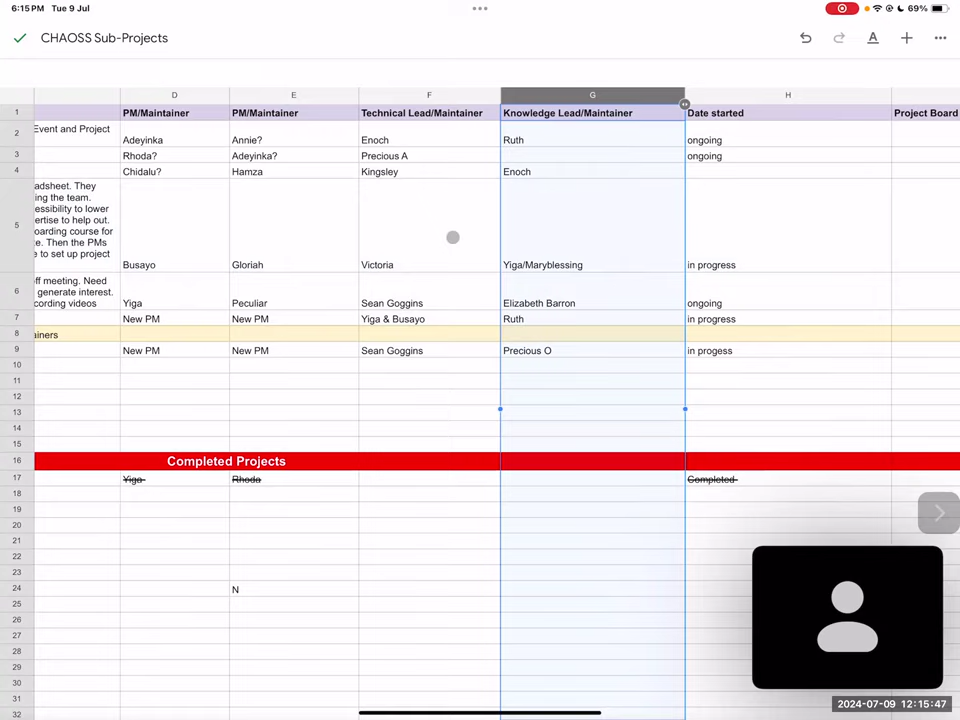 6:15PM Tue 9 Jul
69%
CHAOSS Sub-Projects
D E F G H
1 PM/Maintainer PM/Maintainer Technical Lead/Maintainer Knowledge Lead/Maintainer Date started Project Board
Event and Project
2 Adeyinka Annie? Enoch Ruth ongoing
3 Rhoda? Adeyinka? Precious A ongoing
4 Chidalu? Hamza Kingsley Enoch
adsheet. They
ing the team.
essibility to lower
ertise to help out.
5 oarding course for
e. Then the PMs
e to set up project
Busayo Gloriah Victoria Yiga/Maryblessing in progress
ff meeting. Need
6 generate interest.
cording videos Yiga Peculiar Sean Goggins Elizabeth Barron ongoing
7 New PM New PM Yiga & Busayo Ruth in progress
8 ainers
9 New PM New PM Sean Goggins Precious O in progess
10
11
12
13
14
15
16 Completed Projects
17 Yiga Rhoda Completed
18
19
20
21
22
23
24 N
25
26
27
28
29
30
31
32
2024-07-09 12:15:47